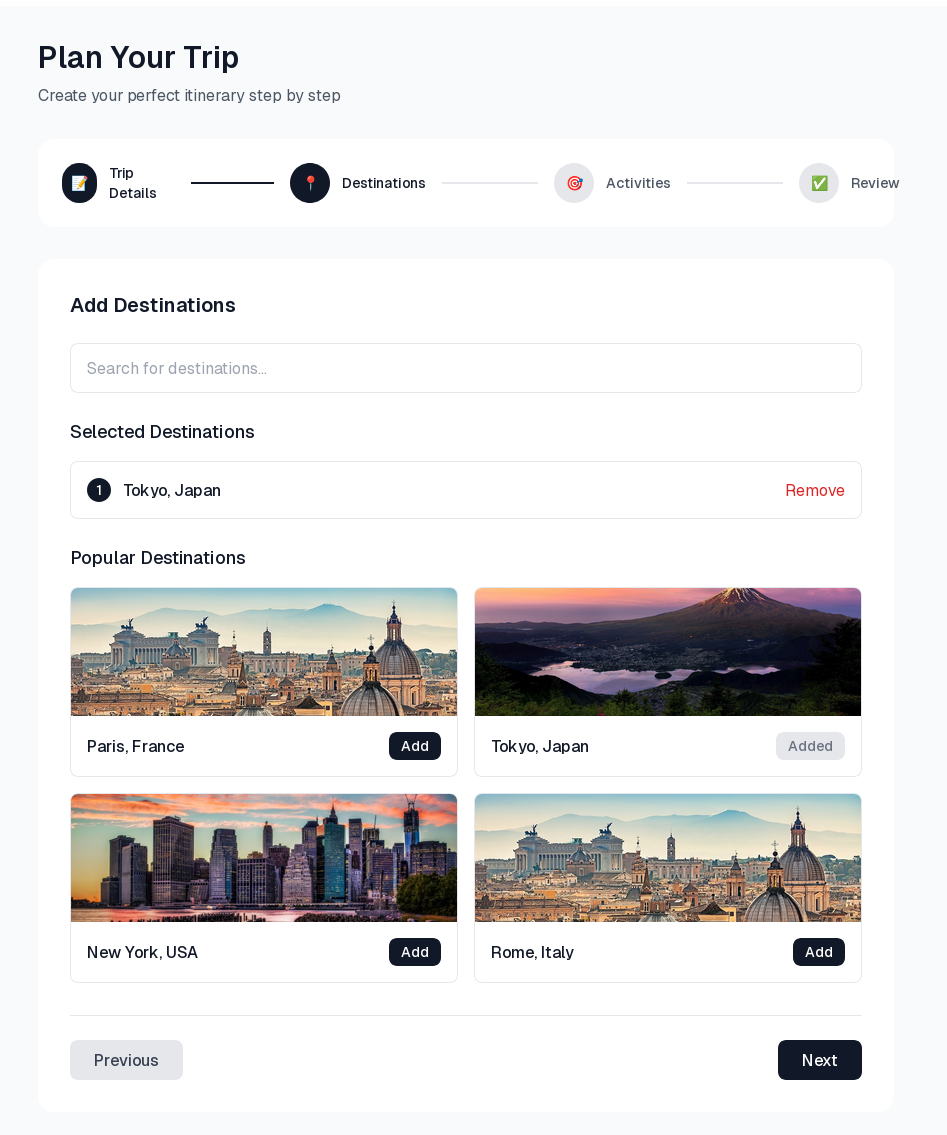 Plan Your Trip
Create your perfect itinerary step by step
Trip
Details
Destinations
Activities
Review
Add Destinations
Search for destinations...
Selected Destinations
1 Tokyo, Japan Remove
Popular Destinations
Paris, France Add
Tokyo, Japan Added
New York, USA Add
Rome, Italy Add
Previous
Next